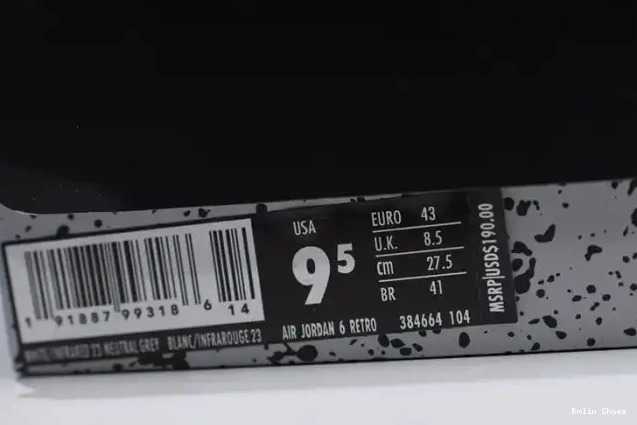 USA
9 5
EURO 43
U.K. 8.5
cm 27.5
BR 41
MSRP|USD$190.00
1 91887 99318 6 14
WHITE/INFRARED 23 NEUTRAL GREY BLANC/INFRAROUGE 23
AIR JORDAN 6 RETRO 384664 104
Bmlin Shoes